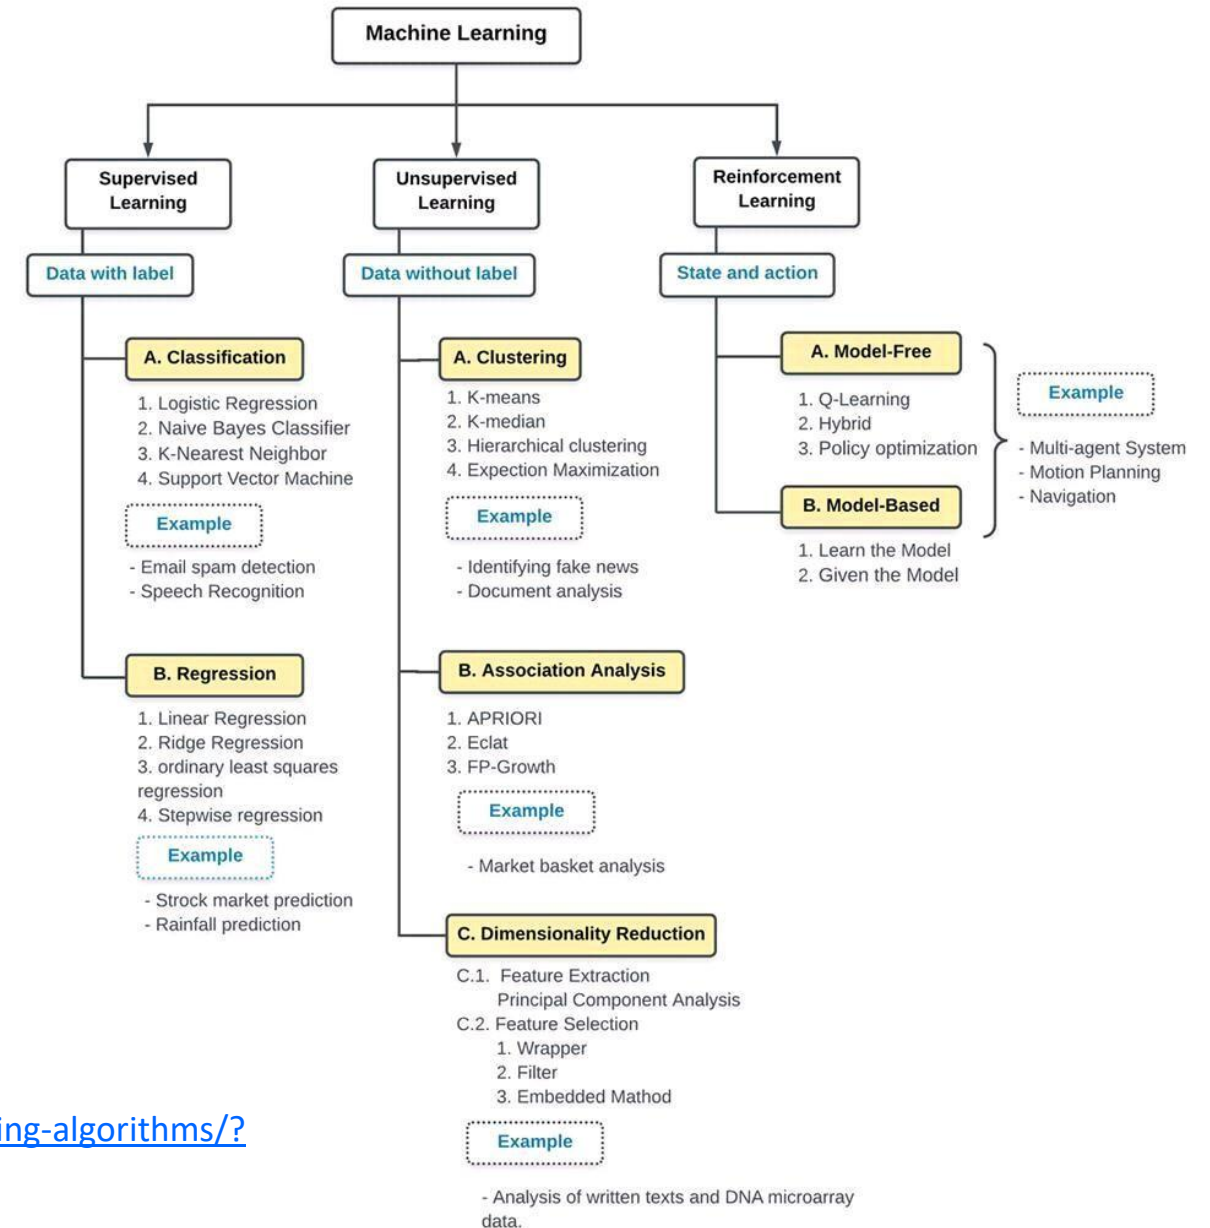 Machine Learning
Supervised
Learning
Data with label
A. Classification
1. Logistic Regression
2. Naive Bayes Classifier
3. K-Nearest Neighbor
4. Support Vector Machine
Example
- Email spam detection
- Speech Recognition
B. Regression
1. Linear Regression
2. Ridge Regression
3. ordinary least squares
regression
4. Stepwise regression
Example
- Strock market prediction
- Rainfall prediction
Unsupervised
Learning
Data without label
A. Clustering
1. K-means
2. K-median
3. Hierarchical clustering
4. Expection Maximization
Example
- Identifying fake news
- Document analysis
B. Association Analysis
1. APRIORI
2. Eclat
3. FP-Growth
Example
- Market basket analysis
C. Dimensionality Reduction
C.1. Feature Extraction
Principal Component Analysis
C.2. Feature Selection
1. Wrapper
2. Filter
3. Embedded Mathod
Example
- Analysis of written texts and DNA microarray
data.
Reinforcement
Learning
State and action
A. Model-Free
1. Q-Learning
2. Hybrid
3. Policy optimization
B. Model-Based
1. Learn the Model
2. Given the Model
Example
- Multi-agent System
- Motion Planning
- Navigation
ing-algorithms/?